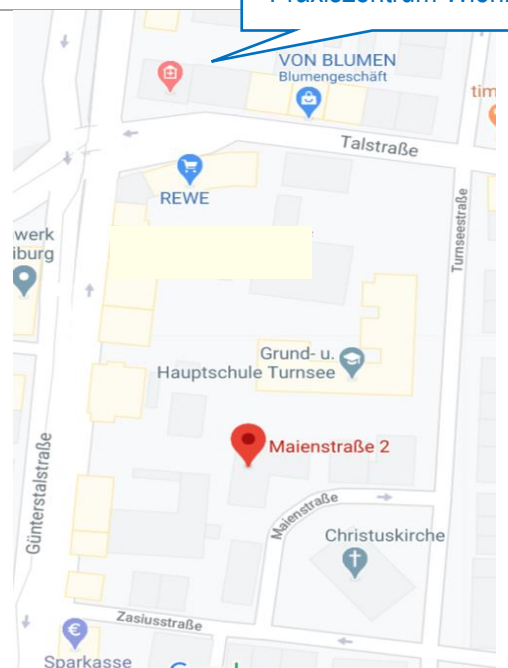 VON BLUMEN
Blumengeschäft
Talstraße
REWE
Turnseestraße
Grund- u.
Hauptschule Turnsee
Maienstraße 2
Günterstalstraße
Maienstraße
Christuskirche
Zasiusstraße
€
Sparkasse